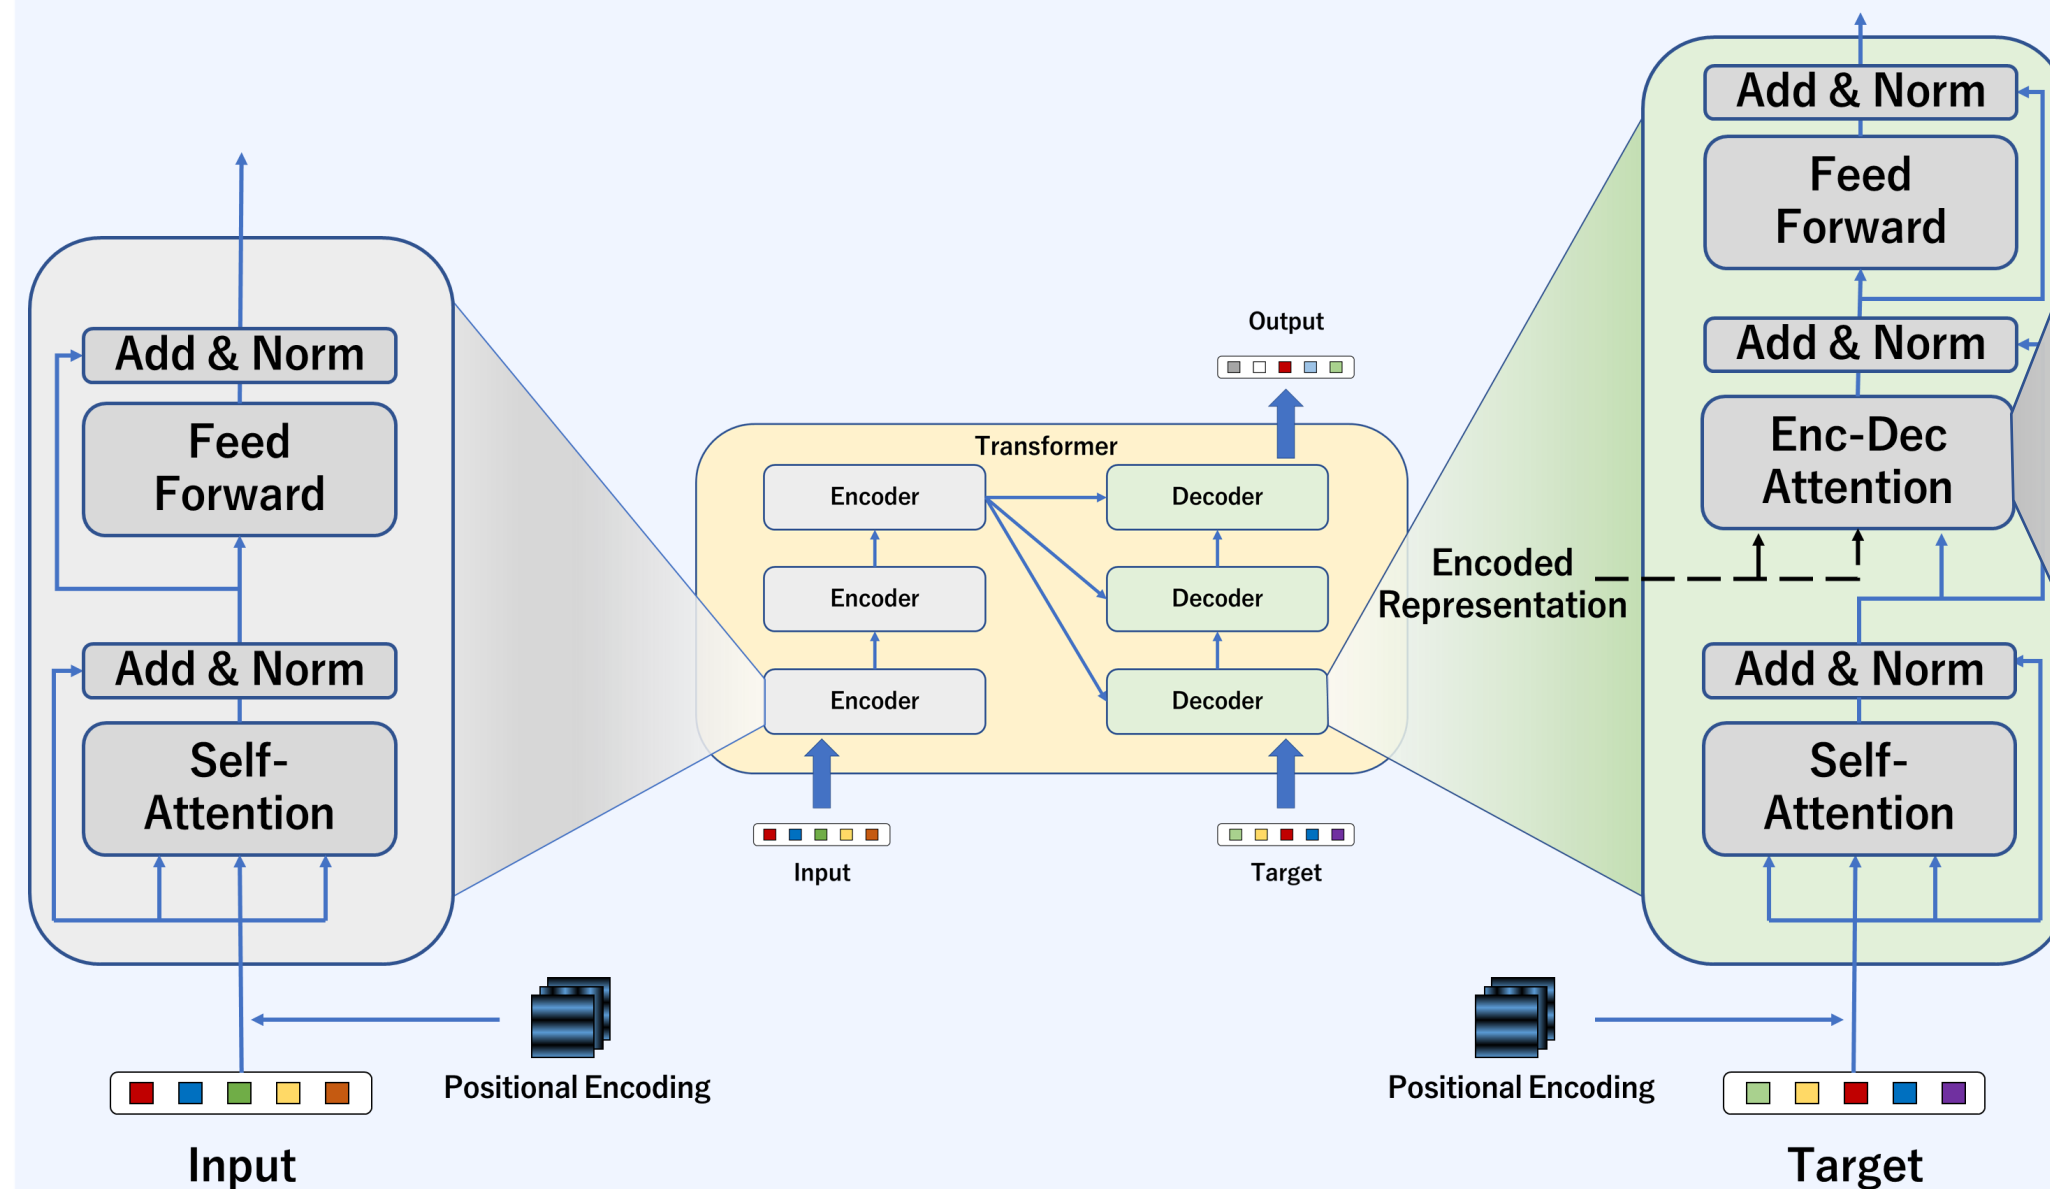 Add & Norm
Feed
Forward
Add & Norm
Self-
Attention
Input
Positional Encoding
Output
Transformer
Encoder
Decoder
Encoder
Decoder
Encoder
Decoder
Input
Target
Add & Norm
Feed
Forward
Add & Norm
Enc-Dec
Attention
Encoded
Representation
Add & Norm
Self-
Attention
Positional Encoding
Target